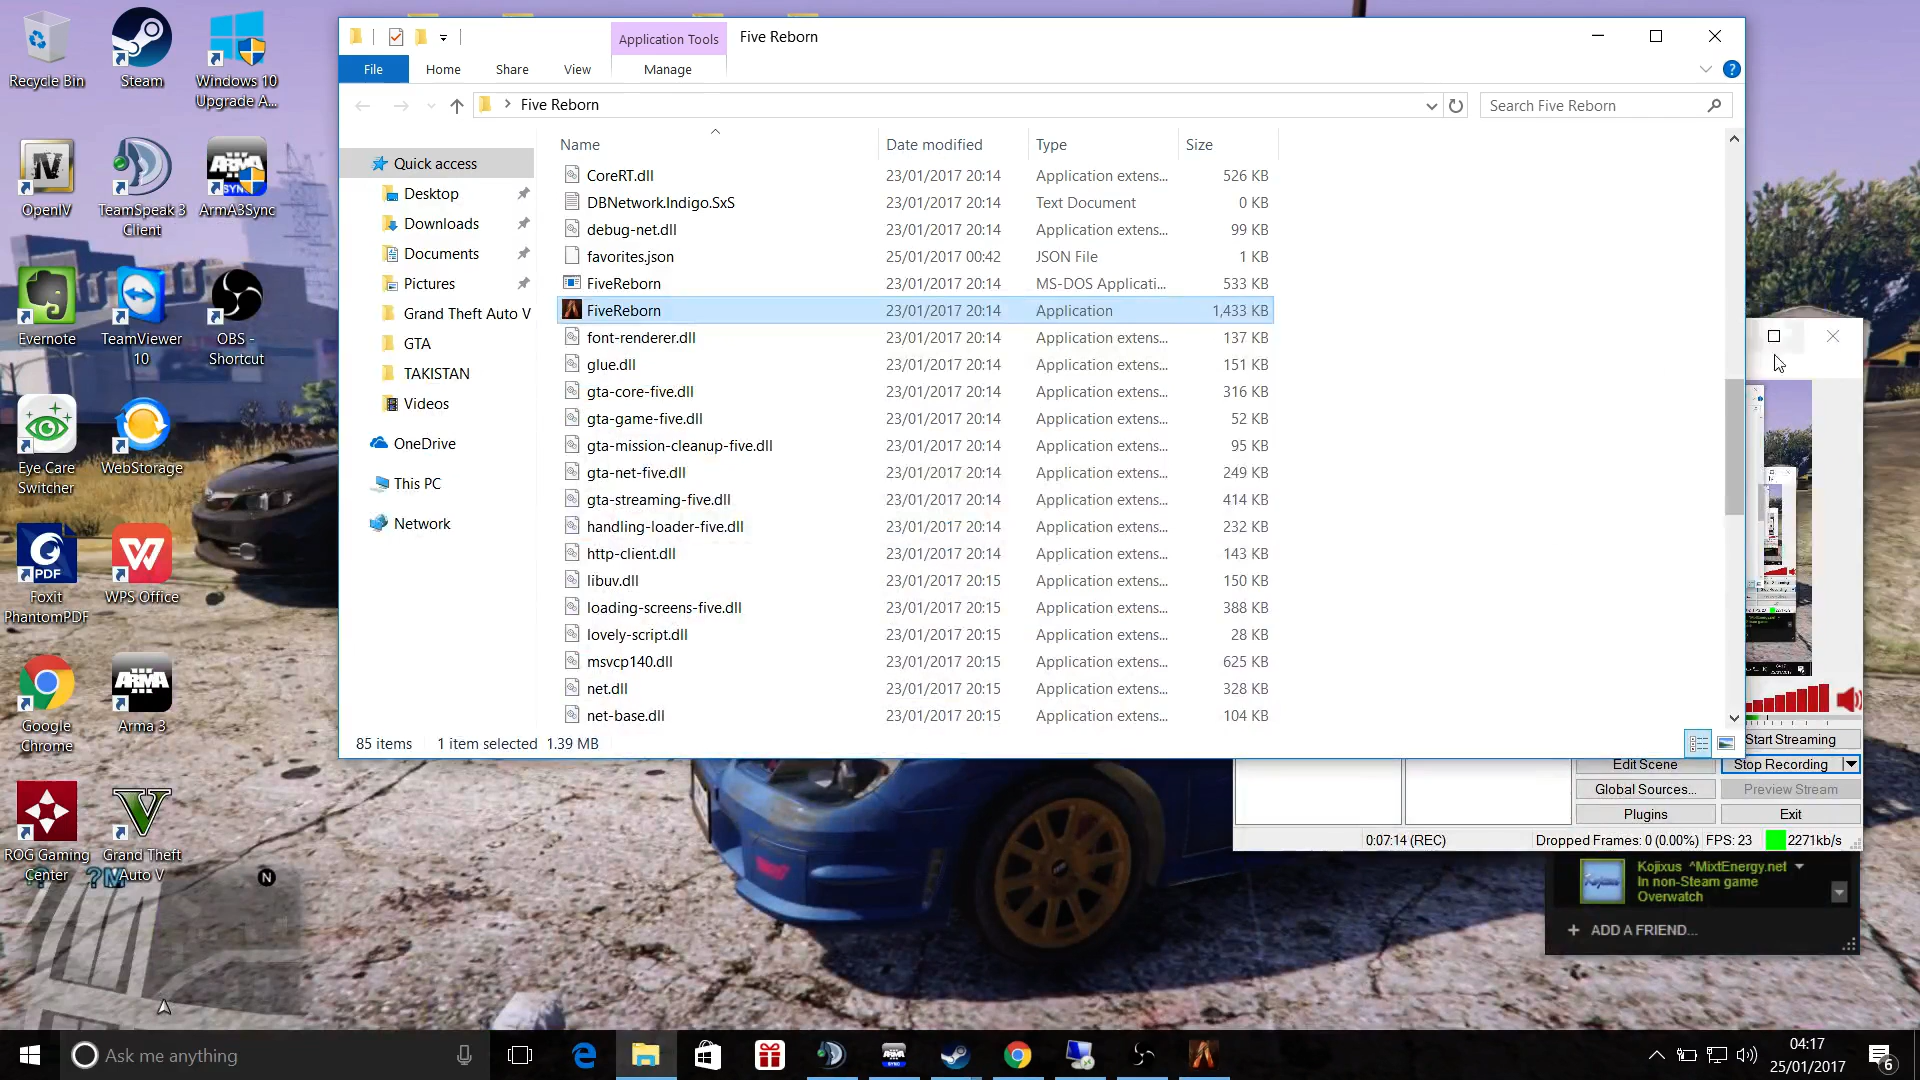 Recycle Bin
Steam
Windows 10
Upgrade A...
OpenIV
TeamSpeak 3
Client
ArmA3Sync
Evernote
TeamViewer
10
OBS -
Shortcut
Eye Care
Switcher
WebStorage
Foxit
PhantomPDF
WPS Office
Google
Chrome
Arma 3
ROG Gaming
Center
Grand Theft
Auto V
N
Application Tools
Five Reborn
File
Home
Share
View
Manage
Five Reborn
Search Five Reborn
Quick access
Desktop
Downloads
Documents
Pictures
Grand Theft Auto V
GTA
TAKISTAN
Videos
OneDrive
This PC
Network
Name Date modified Type Size
CoreRT.dll 23/01/2017 20:14 Application extens... 526 KB
DBNetwork.Indigo.SxS 23/01/2017 20:14 Text Document 0 KB
debug-net.dll 23/01/2017 20:14 Application extens... 99 KB
favorites.json 25/01/2017 00:42 JSON File 1 KB
FiveReborn 23/01/2017 20:14 MS-DOS Applicati... 533 KB
FiveReborn 23/01/2017 20:14 Application 1,433 KB
font-renderer.dll 23/01/2017 20:14 Application extens... 137 KB
glue.dll 23/01/2017 20:14 Application extens... 151 KB
gta-core-five.dll 23/01/2017 20:14 Application extens... 316 KB
gta-game-five.dll 23/01/2017 20:14 Application extens... 52 KB
gta-mission-cleanup-five.dll 23/01/2017 20:14 Application extens... 95 KB
gta-net-five.dll 23/01/2017 20:14 Application extens... 249 KB
gta-streaming-five.dll 23/01/2017 20:14 Application extens... 414 KB
handling-loader-five.dll 23/01/2017 20:14 Application extens... 232 KB
http-client.dll 23/01/2017 20:14 Application extens... 143 KB
libuv.dll 23/01/2017 20:15 Application extens... 150 KB
loading-screens-five.dll 23/01/2017 20:15 Application extens... 388 KB
lovely-script.dll 23/01/2017 20:15 Application extens... 28 KB
msvcp140.dll 23/01/2017 20:15 Application extens... 625 KB
net.dll 23/01/2017 20:15 Application extens... 328 KB
net-base.dll 23/01/2017 20:15 Application extens... 104 KB
85 items 1 item selected 1.39 MB
Start Streaming
Edit Scene
Stop Recording
Global Sources...
Preview Stream
Plugins
Exit
0:07:14 (REC) Dropped Frames: 0 (0.00%) FPS: 23 2271kb/s
Kojixus ^MixtEnergy.net
In non-Steam game
Overwatch
+ ADD A FRIEND...
Ask me anything
04:17
25/01/2017
6